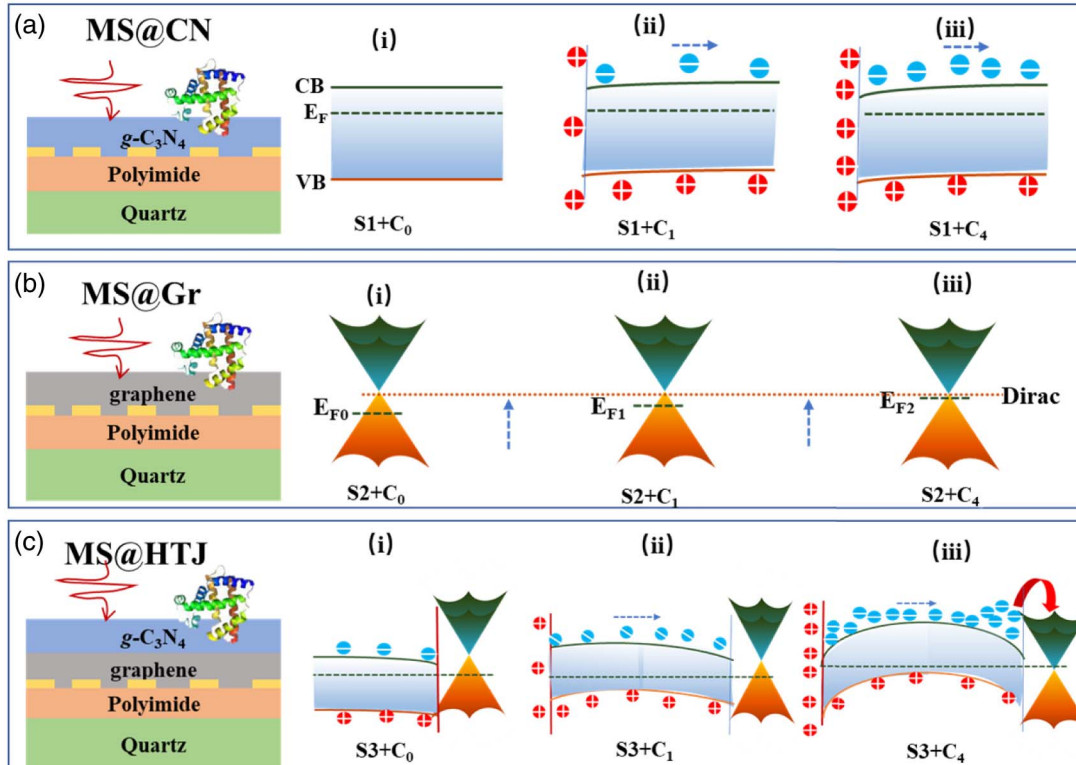 (a)
MS@CN
g-C₃N₄
Polyimide
Quartz
(i)
CB
E_F
VB
S1+C₀
(ii)
S1+C₁
(iii)
S1+C₄
(b)
MS@Gr
graphene
Polyimide
Quartz
(i)
E_F0
S2+C₀
(ii)
E_F1
S2+C₁
(iii)
E_F2
Dirac
S2+C₄
(c)
MS@HTJ
g-C₃N₄
graphene
Polyimide
Quartz
(i)
S3+C₀
(ii)
S3+C₁
(iii)
S3+C₄